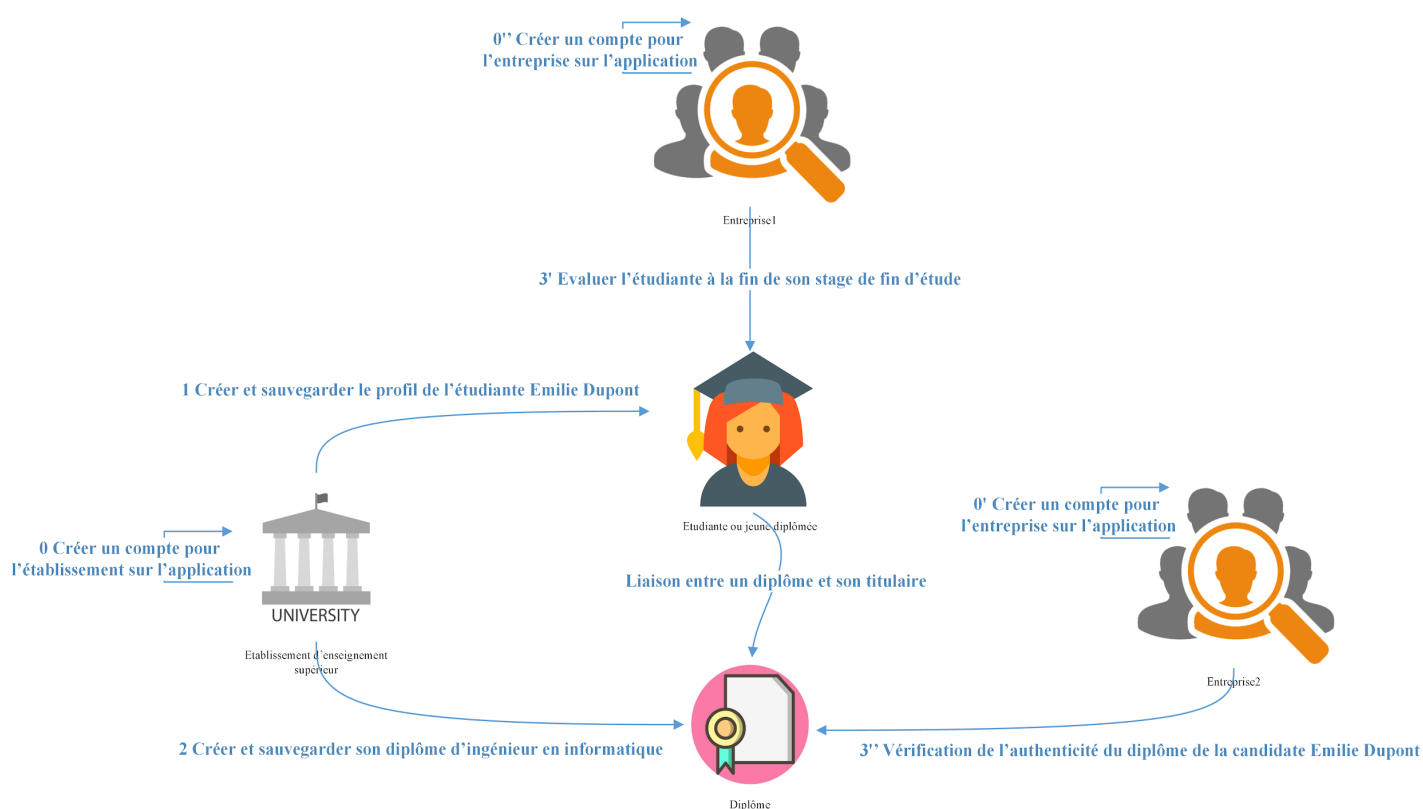 0'' Créer un compte pour
l'entreprise sur l'application
Entreprise1
3' Evaluer l'étudiante à la fin de son stage de fin d'étude
1 Créer et sauvegarder le profil de l'étudiante Emilie Dupont
Etudiante ou jeune diplômée
0' Créer un compte pour
l'entreprise sur l'application
0 Créer un compte pour
l'établissement sur l'application
UNIVERSITY
Etablissement d'enseignement
supérieur
Liaison entre un diplôme et son titulaire
Entreprise2
2 Créer et sauvegarder son diplôme d'ingénieur en informatique
3'' Vérification de l'authenticité du diplôme de la candidate Emilie Dupont
Diplôme